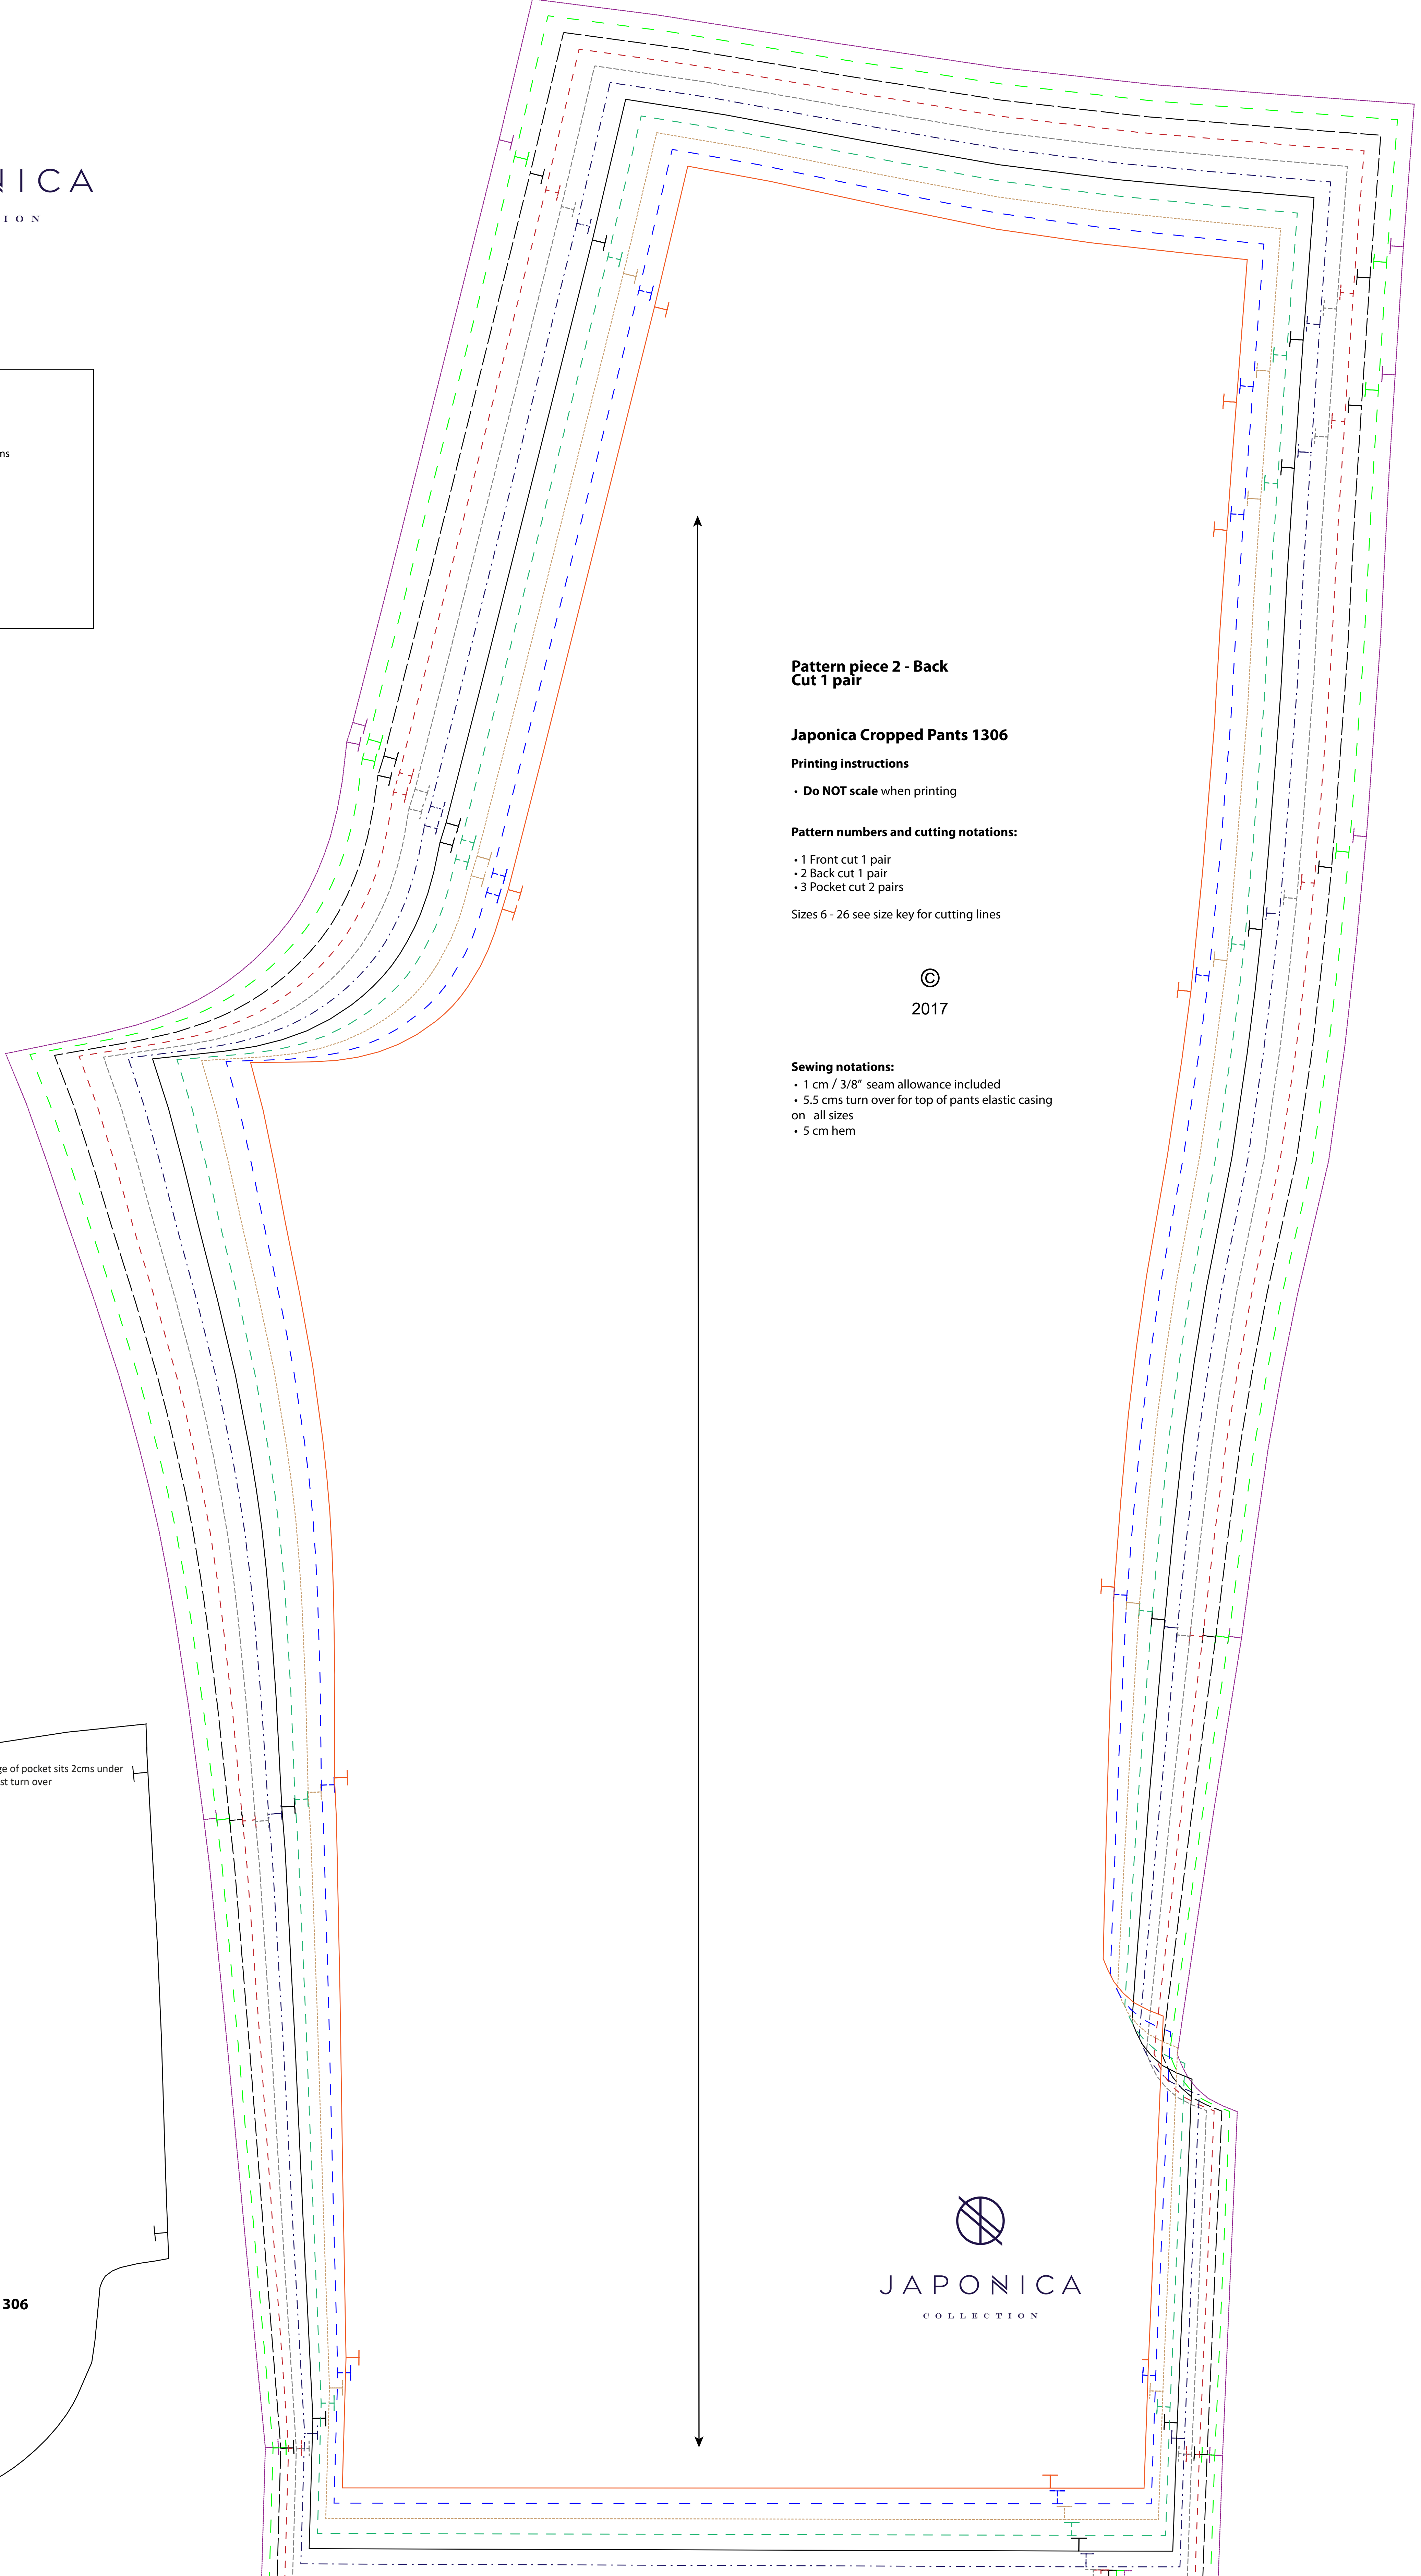 NICA
ION
ms
Pattern piece 2 - Back
Cut 1 pair
Japonica Cropped Pants 1306
Printing instructions
• Do NOT scale when printing
Pattern numbers and cutting notations:
• 1 Front cut 1 pair
• 2 Back cut 1 pair
• 3 Pocket cut 2 pairs
Sizes 6 - 26 see size key for cutting lines
©
2017
Sewing notations:
• 1 cm / 3/8” seam allowance included
• 5.5 cms turn over for top of pants elastic casing
on all sizes
• 5 cm hem
ge of pocket sits 2cms under
st turn over
306
JAPONICA
COLLECTION